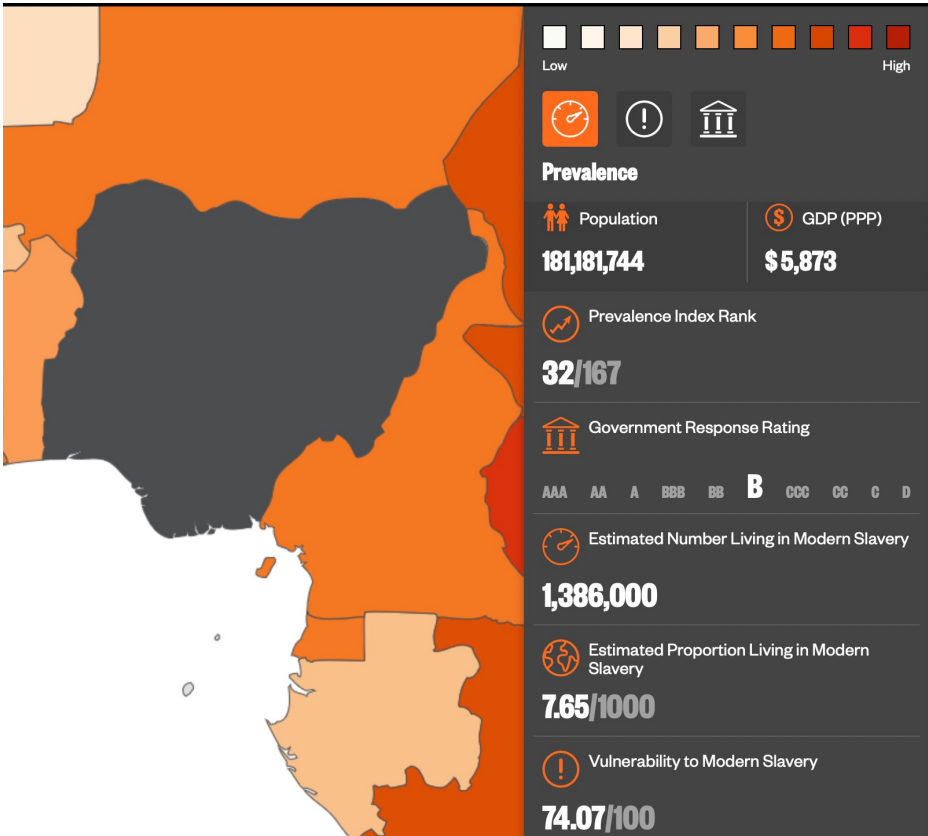 Low High
Prevalence
Population GDP (PPP)
181,181,744 $5,873
Prevalence Index Rank
32/167
Government Response Rating
AAA AA A BBB BB B CCC CC C D
Estimated Number Living in Modern Slavery
1,386,000
Estimated Proportion Living in Modern
Slavery
7.65/1000
Vulnerability to Modern Slavery
74.07/100